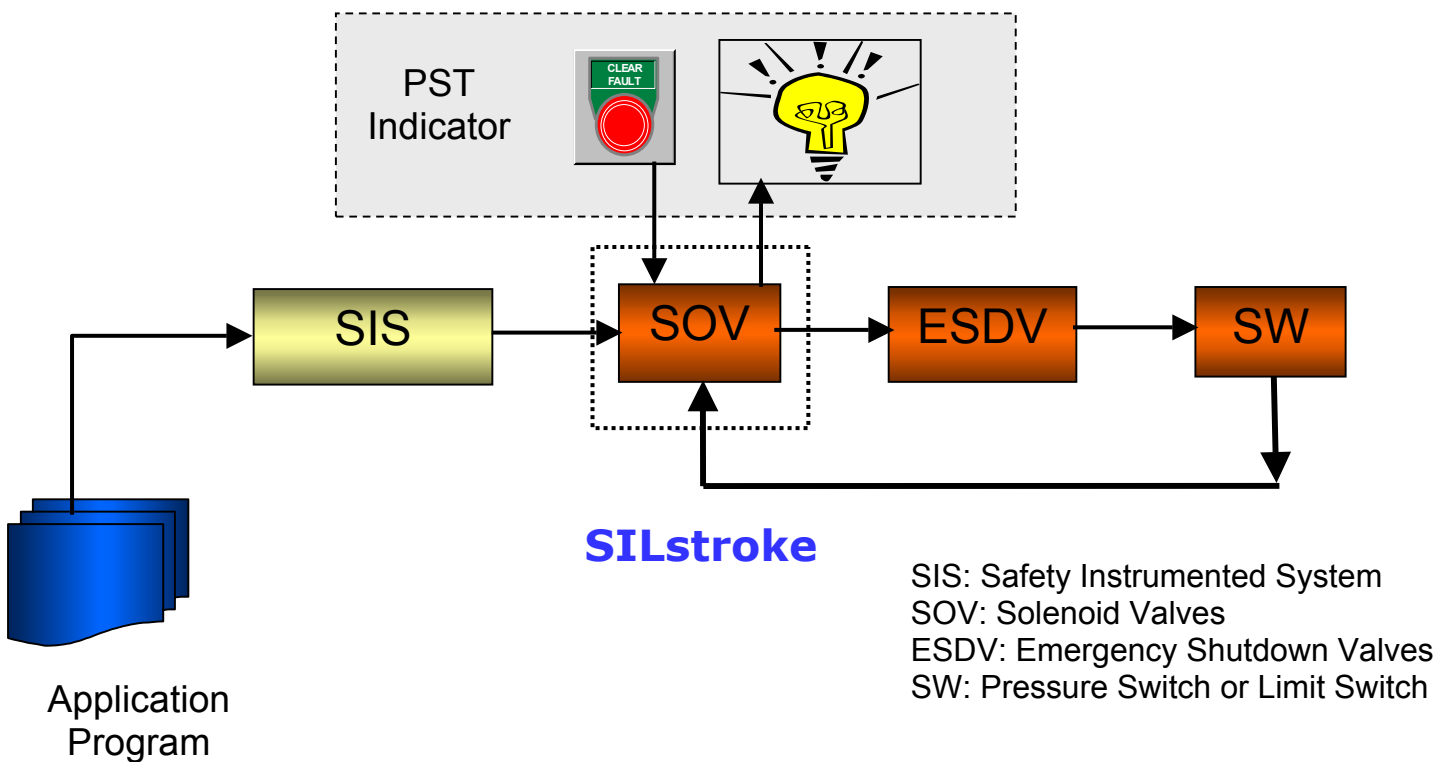 PST
Indicator
CLEAR
FAULT
SIS
SOV
ESDV
SW
SILstroke
SIS: Safety Instrumented System
SOV: Solenoid Valves
ESDV: Emergency Shutdown Valves
SW: Pressure Switch or Limit Switch
Application
Program